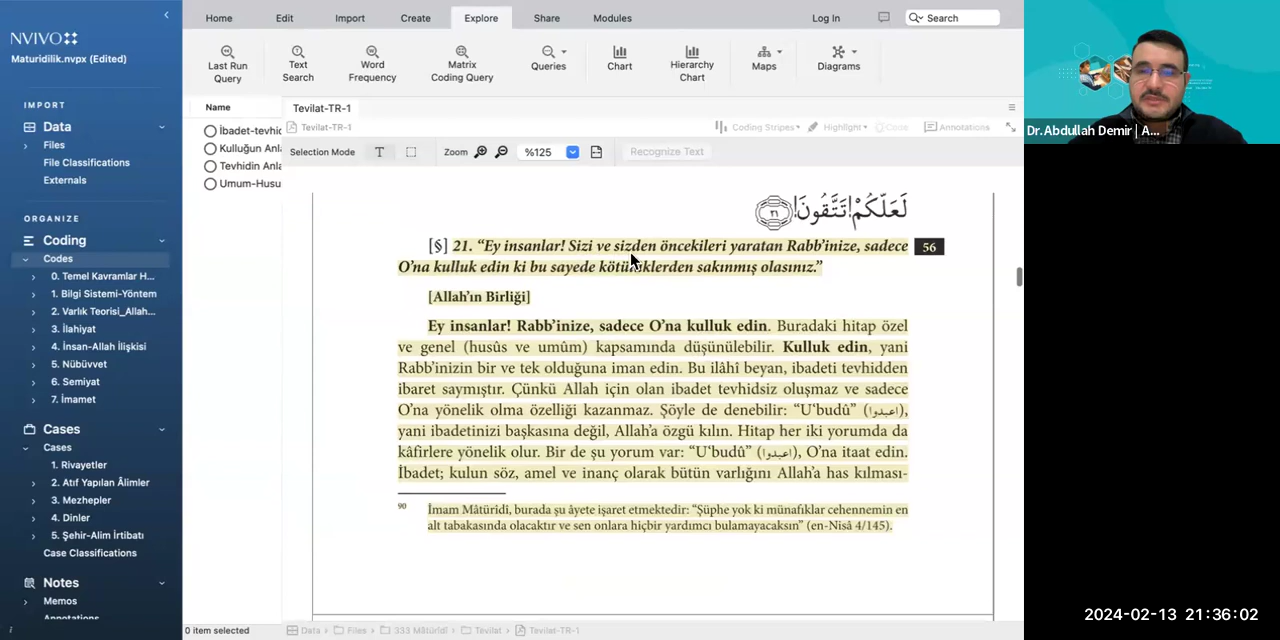 Home Edit Import Create Explore Share Modules Log In Search
NVIVO
Maturidilik.nvpx (Edited)
Last Run Query
Text Search
Word Frequency
Matrix Coding Query
Queries
Chart
Hierarchy Chart
Maps
Diagrams
IMPORT
Data
Files
File Classifications
Externals
ORGANIZE
Coding
Codes
0. Temel Kavramlar H...
1. Bilgi Sistemi-Yöntem
2. Varlık Teorisi_Allah...
3. İlahiyat
4. İnsan-Allah İlişkisi
5. Nübüvvet
6. Semiyat
7. İmamet
Cases
Cases
1. Rivayetler
2. Atıf Yapılan Âlimler
3. Mezhepler
4. Dinler
5. Şehir-Alim İrtibatı
Case Classifications
Notes
Memos
Annotations
Name
İbadet-tevhid
Kulluğun Anla
Tevhidin Anla
Umum-Husu
0 item selected
Tevilat-TR-1
Tevilat-TR-1 Coding Stripes Highlight Code Annotations
Selection Mode T Zoom %125 Recognize Text
لَعَلَّكُمْ تَتَّقُونَ ﴿٢١﴾
[§] 21. “Ey insanlar! Sizi ve sizden öncekileri yaratan Rabb’inize, sadece 56
O’na kulluk edin ki bu sayede kötülüklerden sakınmış olasınız.”
[Allah’ın Birliği]
Ey insanlar! Rabb’inize, sadece O’na kulluk edin. Buradaki hitap özel
ve genel (husûs ve umûm) kapsamında düşünülebilir. Kulluk edin, yani
Rabb’inizin bir ve tek olduğuna iman edin. Bu ilâhî beyan, ibadeti tevhidden
ibaret saymıştır. Çünkü Allah için olan ibadet tevhidsiz oluşmaz ve sadece
O’na yönelik olma özelliği kazanmaz. Şöyle de denebilir: “U‘budû” (اعبدوا),
yani ibadetinizi başkasına değil, Allah’a özgü kılın. Hitap her iki yorumda da
kâfirlere yönelik olur. Bir de şu yorum var: “U‘budû” (اعبدوا), O’na itaat edin.
İbadet; kulun söz, amel ve inanç olarak bütün varlığını Allah’a has kılması-
90 İmam Mâtürîdî, burada şu âyete işaret etmektedir: “Şüphe yok ki münafıklar cehennemin en
alt tabakasında olacaktır ve sen onlara hiçbir yardımcı bulamayacaksın” (en-Nisâ 4/145).
Data Files 333 Mâtürîdî Tevilat Tevilat-TR-1
Dr.Abdullah Demir | A...
2024-02-13 21:36:02